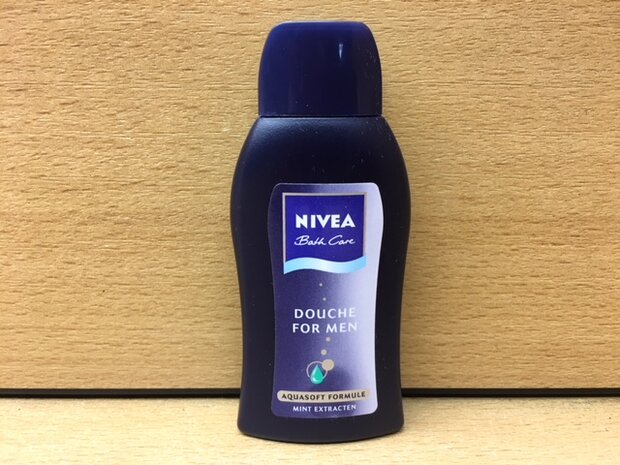 NIVEA
Bath Care
DOUCHE
FOR MEN
AQUASOFT FORMULE
MINT EXTRACTEN